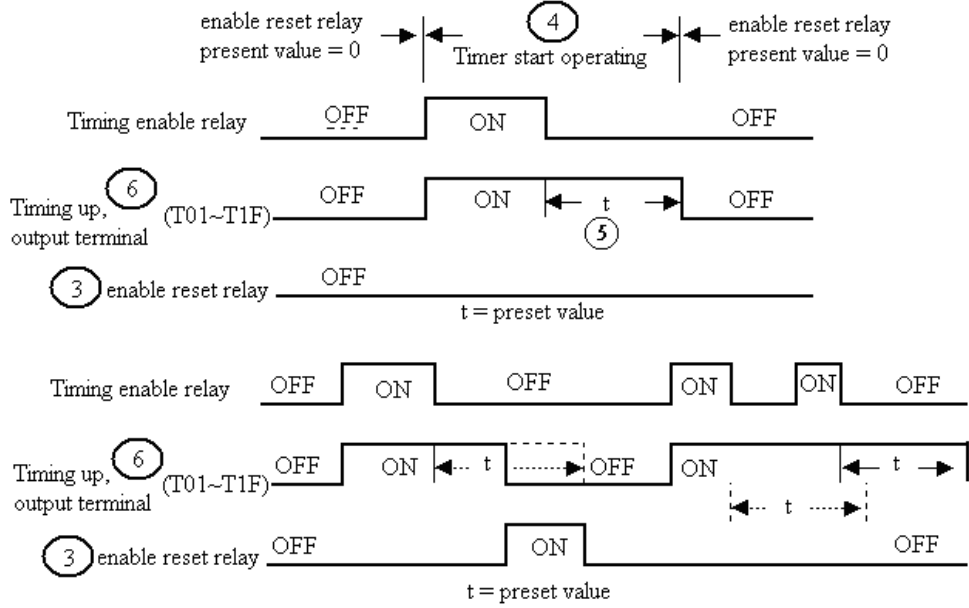 enable reset relay
present value = 0
4
Timer start operating
enable reset relay
present value = 0
Timing enable relay
OFF
ON
OFF
Timing up,
output terminal
6
(T01~T1F)
OFF
ON
t
5
OFF
3
enable reset relay
OFF
t = preset value
Timing enable relay
OFF
ON
OFF
ON
ON
OFF
Timing up,
output terminal
6
(T01~T1F)
OFF
ON
t
OFF
ON
t
t
3
enable reset relay
OFF
ON
OFF
t = preset value